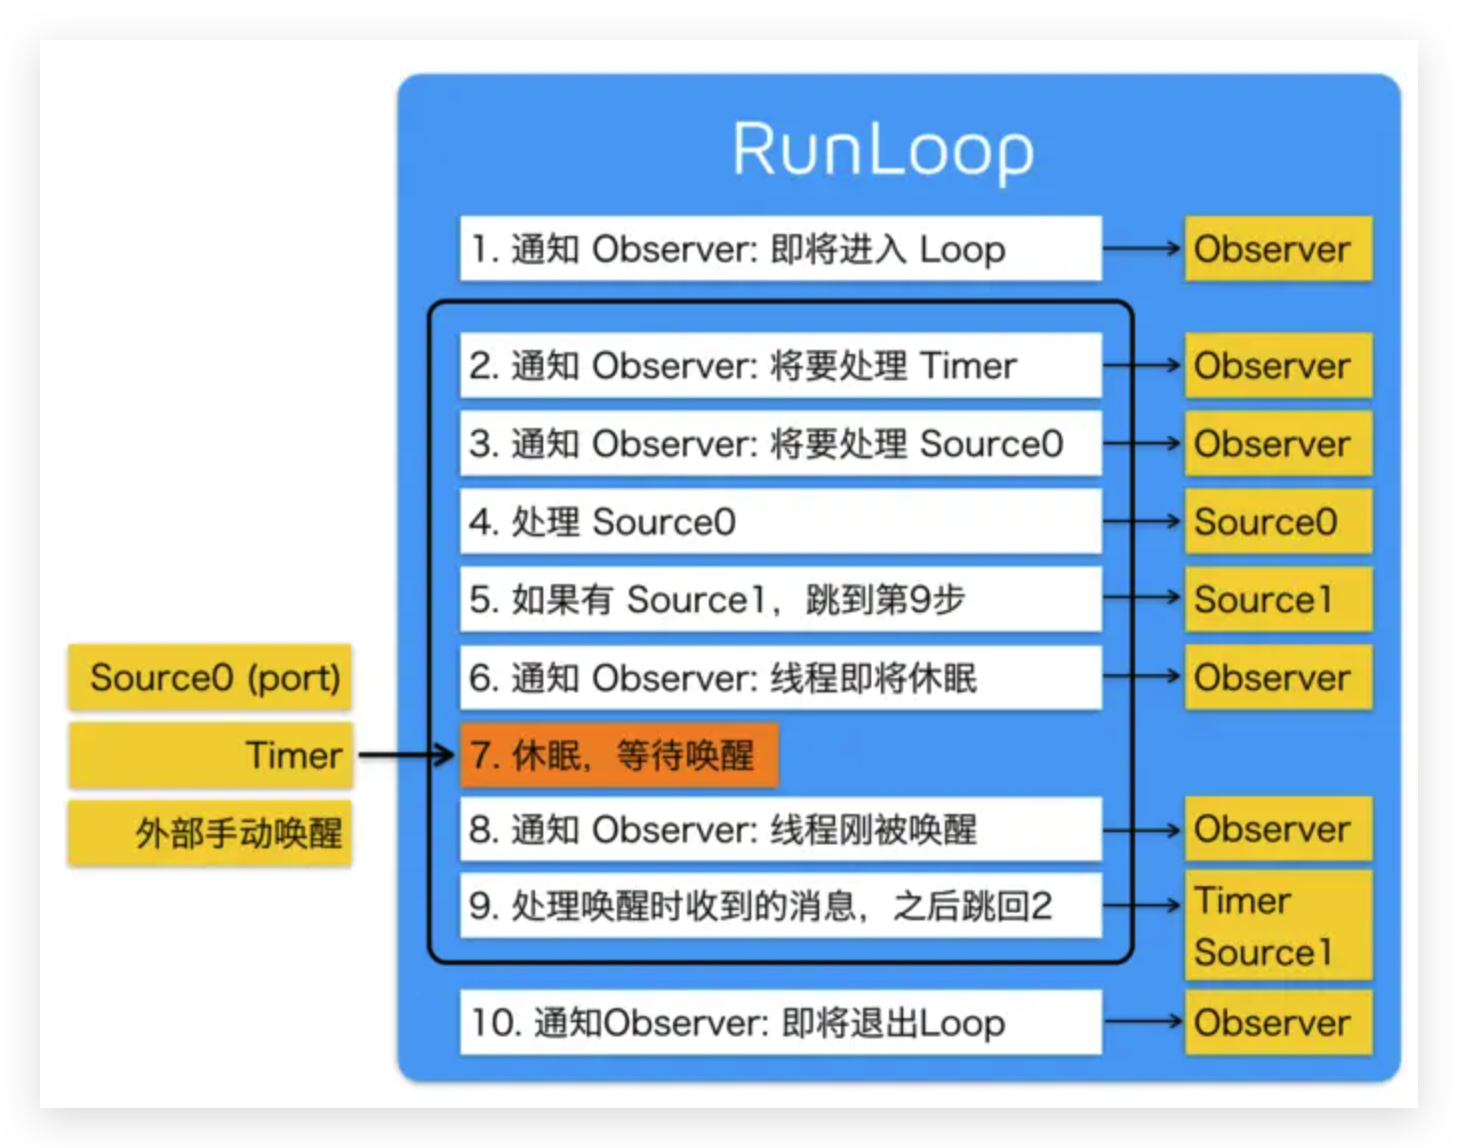 RunLoop
1. 通知 Observer: 即将进入 Loop
Observer
2. 通知 Observer: 将要处理 Timer
Observer
3. 通知 Observer: 将要处理 Source0
Observer
4. 处理 Source0
Source0
5. 如果有 Source1，跳到第9步
Source1
Source0 (port)
6. 通知 Observer: 线程即将休眠
Observer
Timer
7. 休眠，等待唤醒
外部手动唤醒
8. 通知 Observer: 线程刚被唤醒
Observer
9. 处理唤醒时收到的消息，之后跳回2
Timer
Source1
10. 通知Observer: 即将退出Loop
Observer